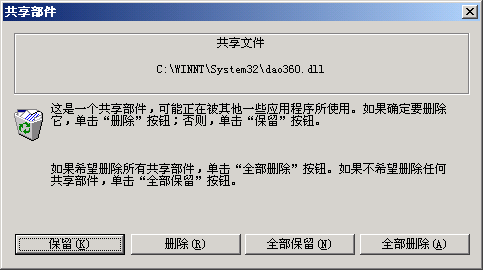 共享部件
共享文件
C:\WINNT\System32\dao360.dll
这是一个共享部件，可能正在被其他一些应用程序所使用。如果确定要删除
它，单击“删除”按钮；否则，单击“保留”按钮。
如果希望删除所有共享部件，单击“全部删除”按钮。如果不希望删除任何
共享部件，单击“全部保留”按钮。
保留(K)
删除(R)
全部保留(N)
全部删除(A)